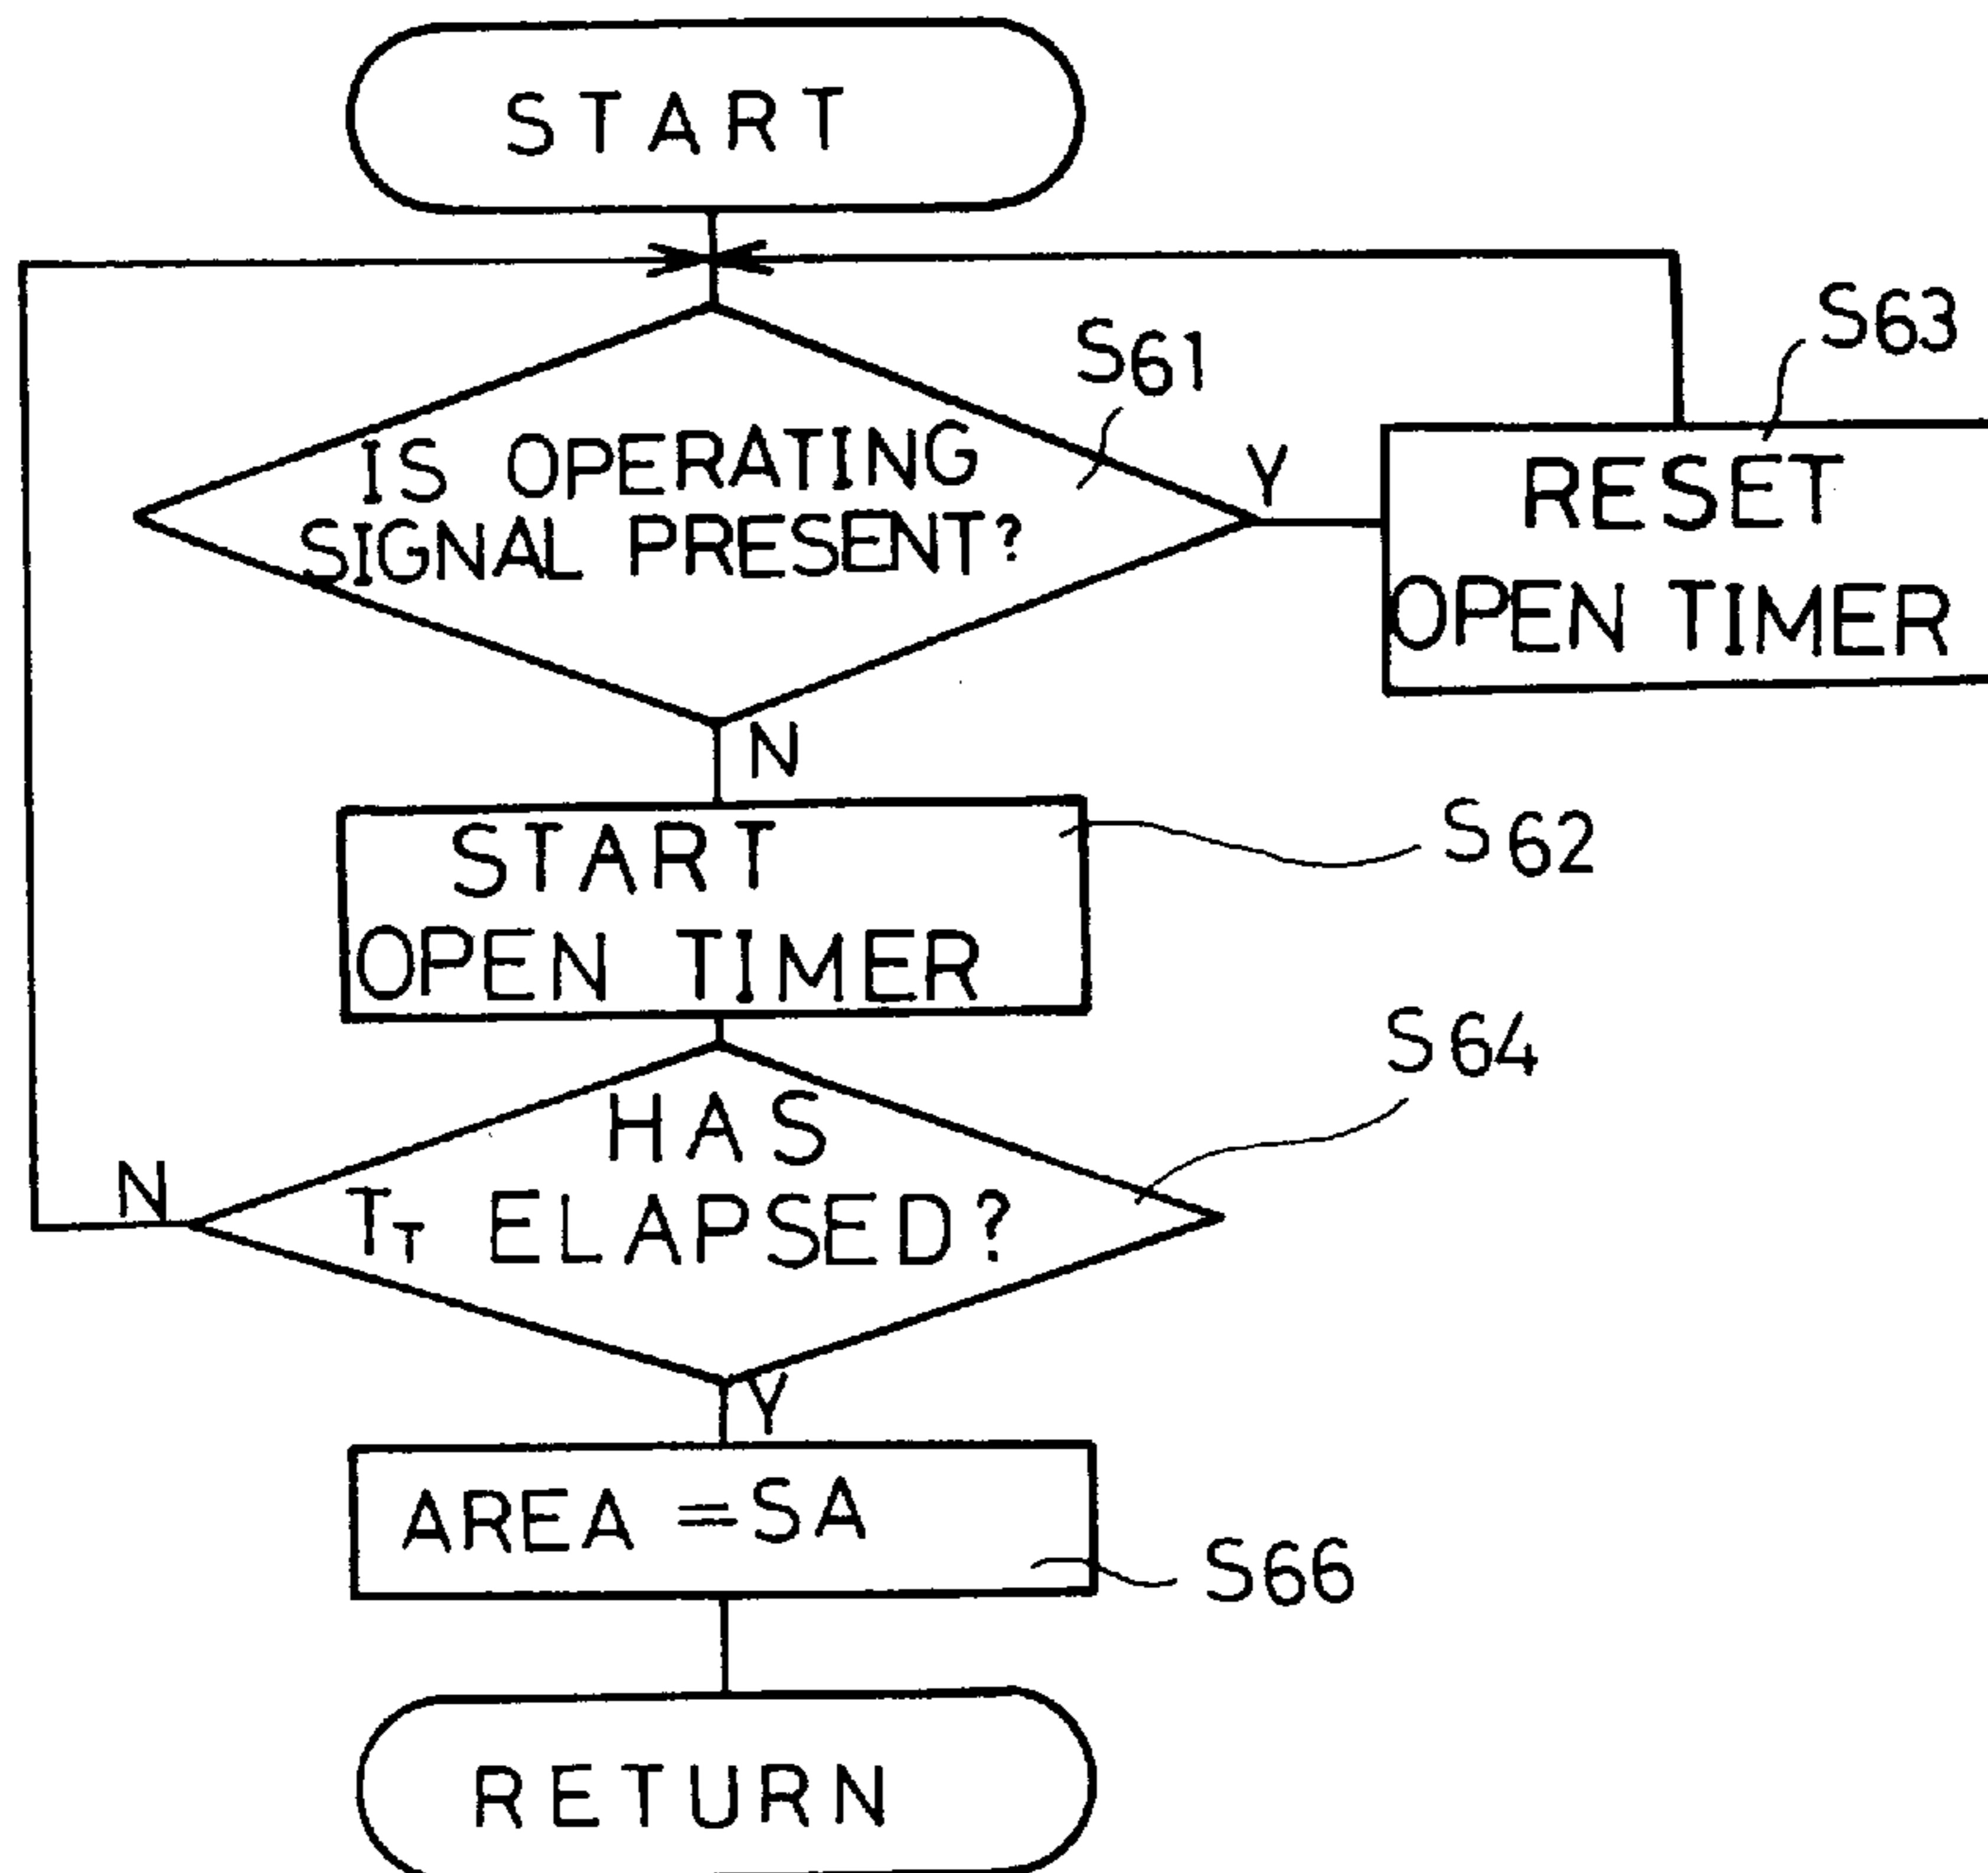 START
S63
S61
IS OPERATING
SIGNAL PRESENT?
Y
RESET
OPEN TIMER
N
START
OPEN TIMER
S62
S64
HAS
TT ELAPSED?
N
Y
AREA =SA
S66
RETURN